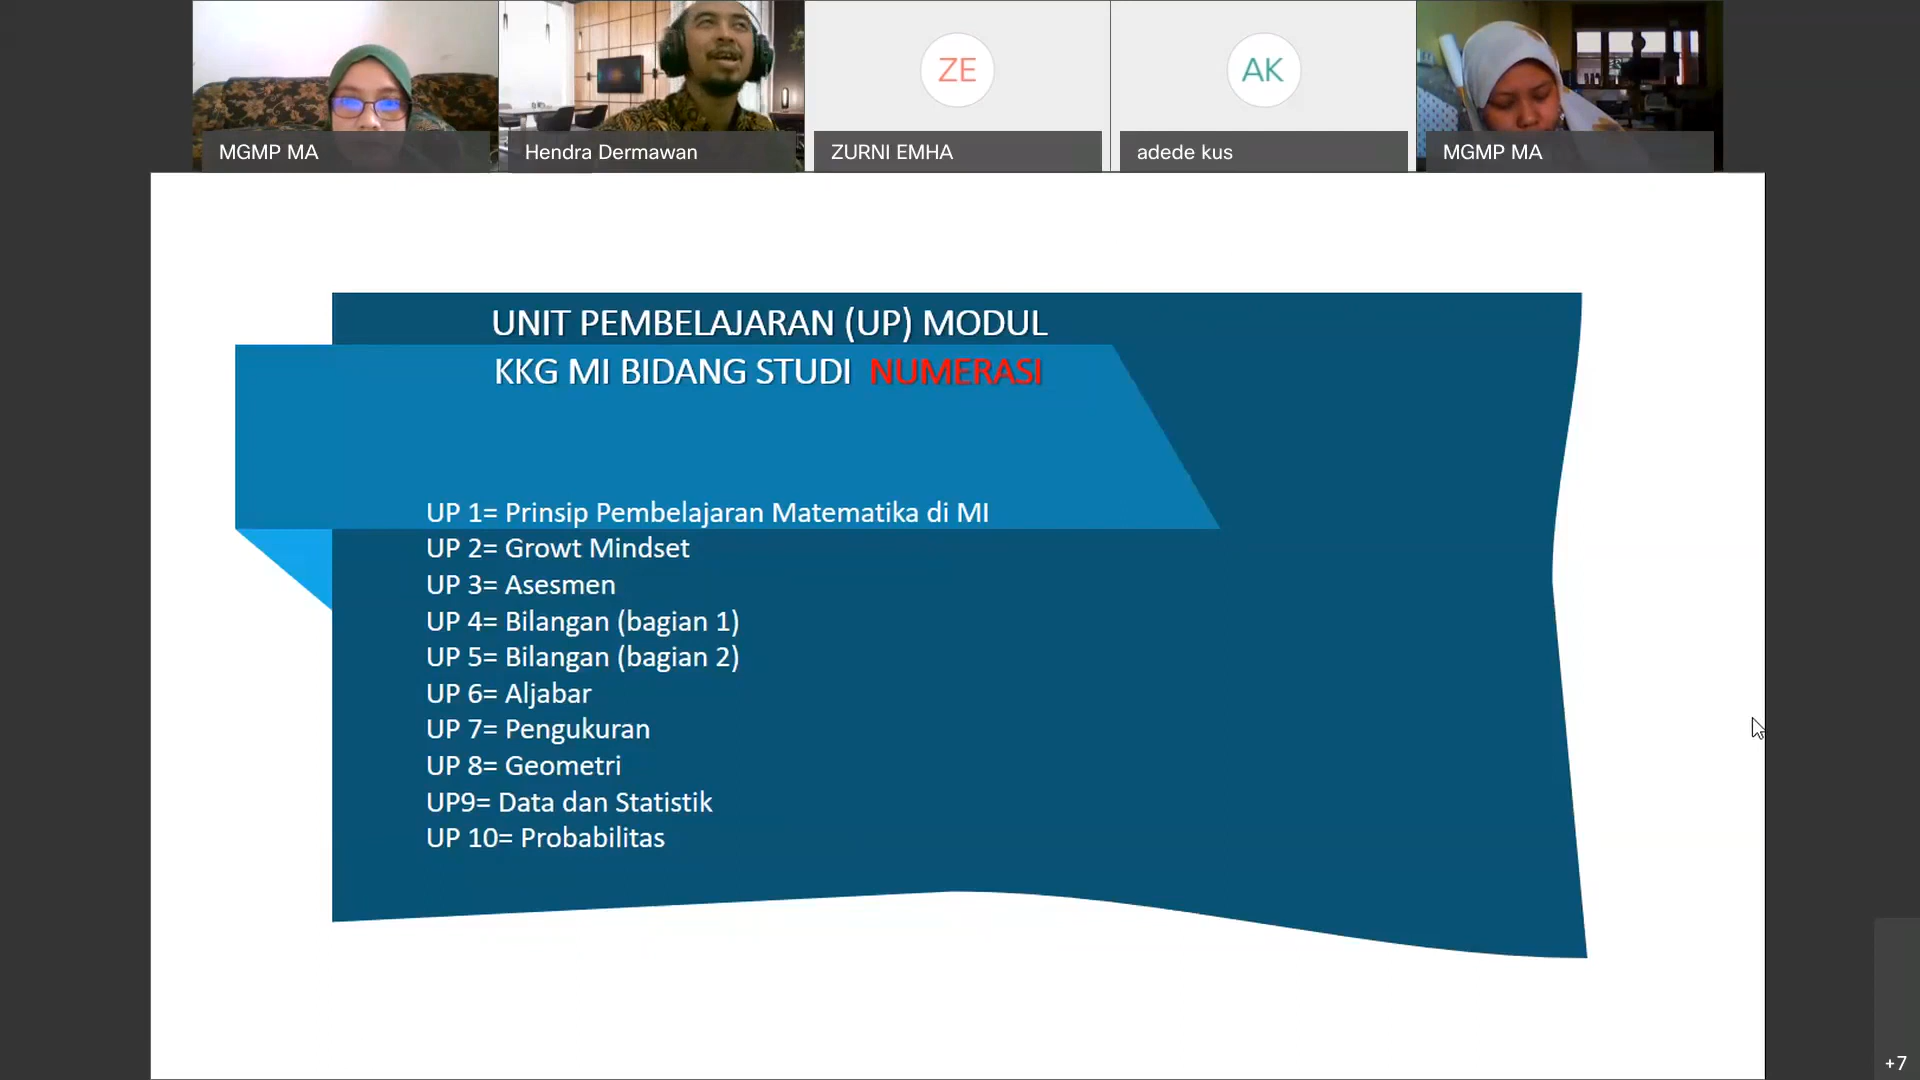 MGMP MA
Hendra Dermawan
ZE
ZURNI EMHA
AK
adede kus
MGMP MA
UNIT PEMBELAJARAN (UP) MODUL
KKG MI BIDANG STUDI NUMERASI
UP 1= Prinsip Pembelajaran Matematika di MI
UP 2= Growt Mindset
UP 3= Asesmen
UP 4= Bilangan (bagian 1)
UP 5= Bilangan (bagian 2)
UP 6= Aljabar
UP 7= Pengukuran
UP 8= Geometri
UP9= Data dan Statistik
UP 10= Probabilitas
+7